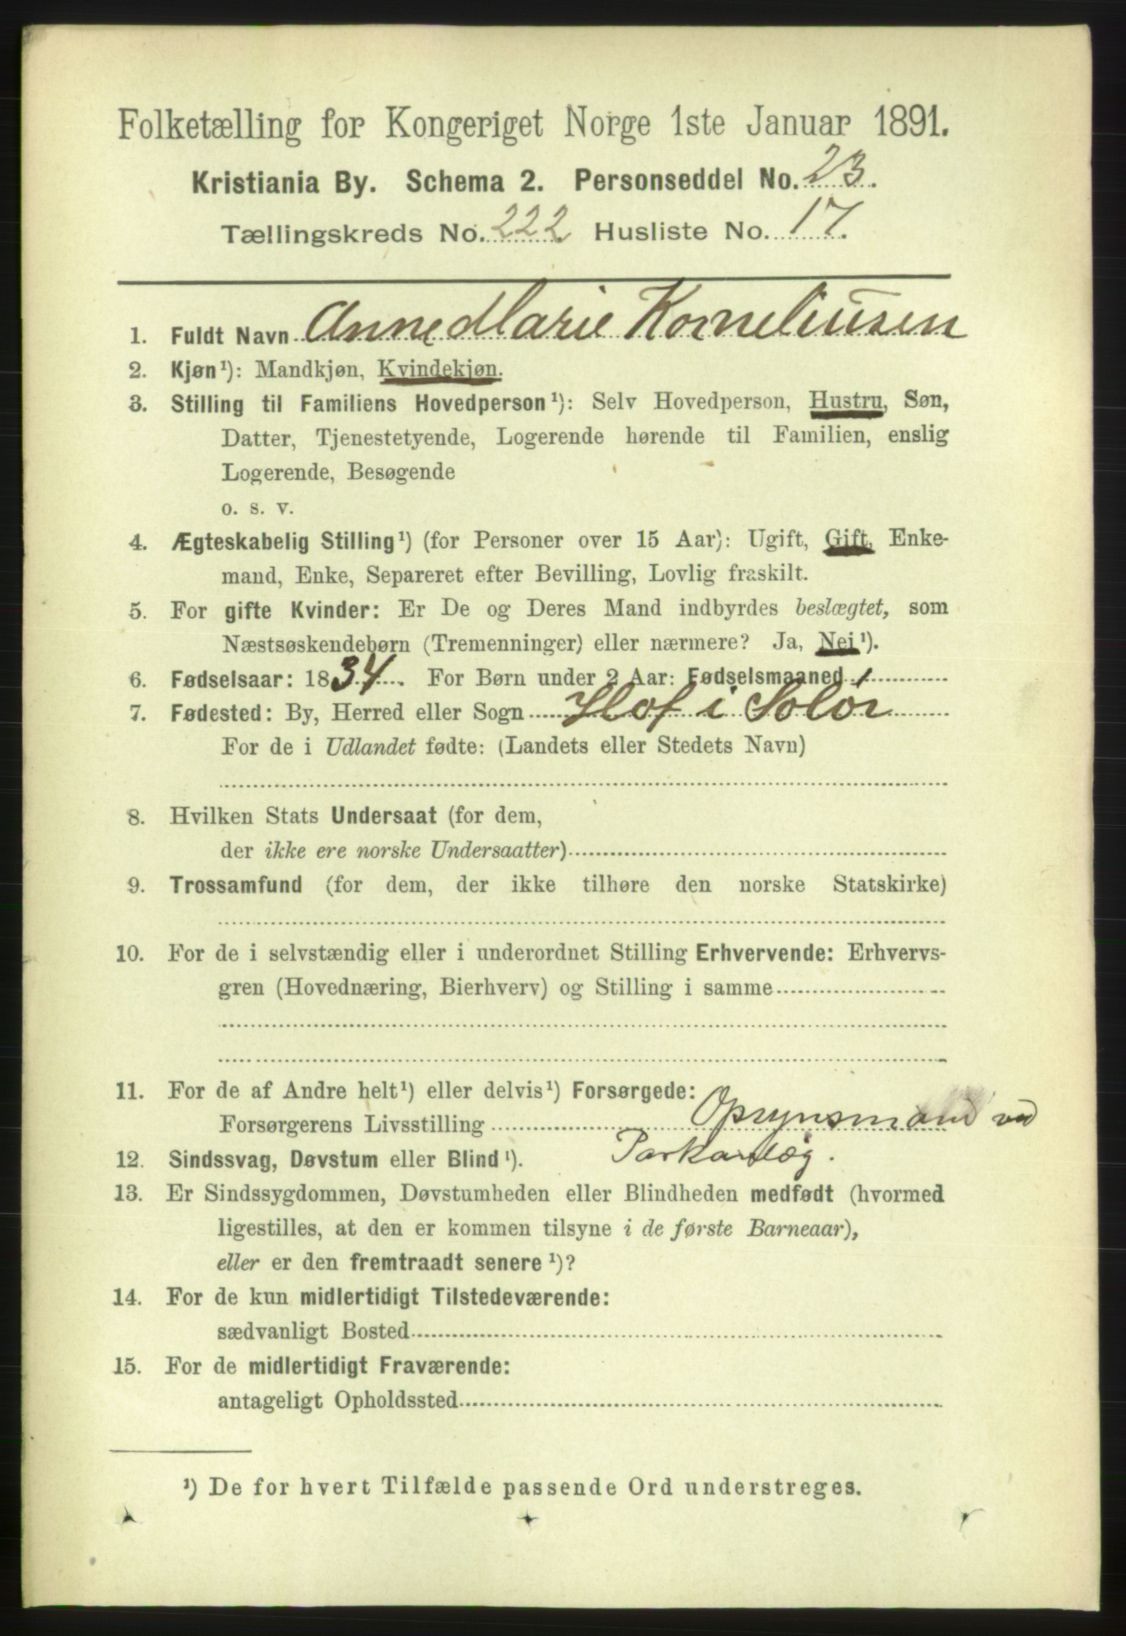 Folketælling for Kongeriget Norge 1ste Januar 1891.
Kristiania By. Schema 2. Personseddel No. 23.
Tællingskreds No. 222 Husliste No. 17.
1. Fuldt Navn Anne Marie Korneliusen
2. Kjøn¹): Mandkjøn, Kvindekjøn.
3. Stilling til Familiens Hovedperson¹): Selv Hovedperson, Hustru, Søn,
Datter, Tjenestetyende, Logerende hørende til Familien, enslig
Logerende, Besøgende
o. s. v.
4. Ægteskabelig Stilling¹) (for Personer over 15 Aar): Ugift, Gift, Enke-
mand, Enke, Separeret efter Bevilling, Lovlig fraskilt.
5. For gifte Kvinder: Er De og Deres Mand indbyrdes beslægtet, som
Næstsøskendebørn (Tremenninger) eller nærmere? Ja, Nei¹).
6. Fødselsaar: 1834. For Børn under 2 Aar: Fødselsmaaned
7. Fødested: By, Herred eller Sogn Hof i Solør
For de i Udlandet fødte: (Landets eller Stedets Navn)
8. Hvilken Stats Undersaat (for dem,
der ikke ere norske Undersaatter)
9. Trossamfund (for dem, der ikke tilhøre den norske Statskirke)
10. For de i selvstændig eller i underordnet Stilling Erhvervende: Erhvervs-
gren (Hovednæring, Bierhverv) og Stilling i samme
11. For de af Andre helt¹) eller delvis¹) Forsørgede:
Forsørgerens Livsstilling Opsynsmand ved
12. Sindssvag, Døvstum eller Blind¹). Parkanlæg.
13. Er Sindssygdommen, Døvstumheden eller Blindheden medfødt (hvormed
ligestilles, at den er kommen tilsyne i de første Barneaar),
eller er den fremtraadt senere¹)?
14. For de kun midlertidigt Tilstedeværende:
sædvanligt Bosted
15. For de midlertidigt Fraværende:
antageligt Opholdssted
¹) De for hvert Tilfælde passende Ord understreges.